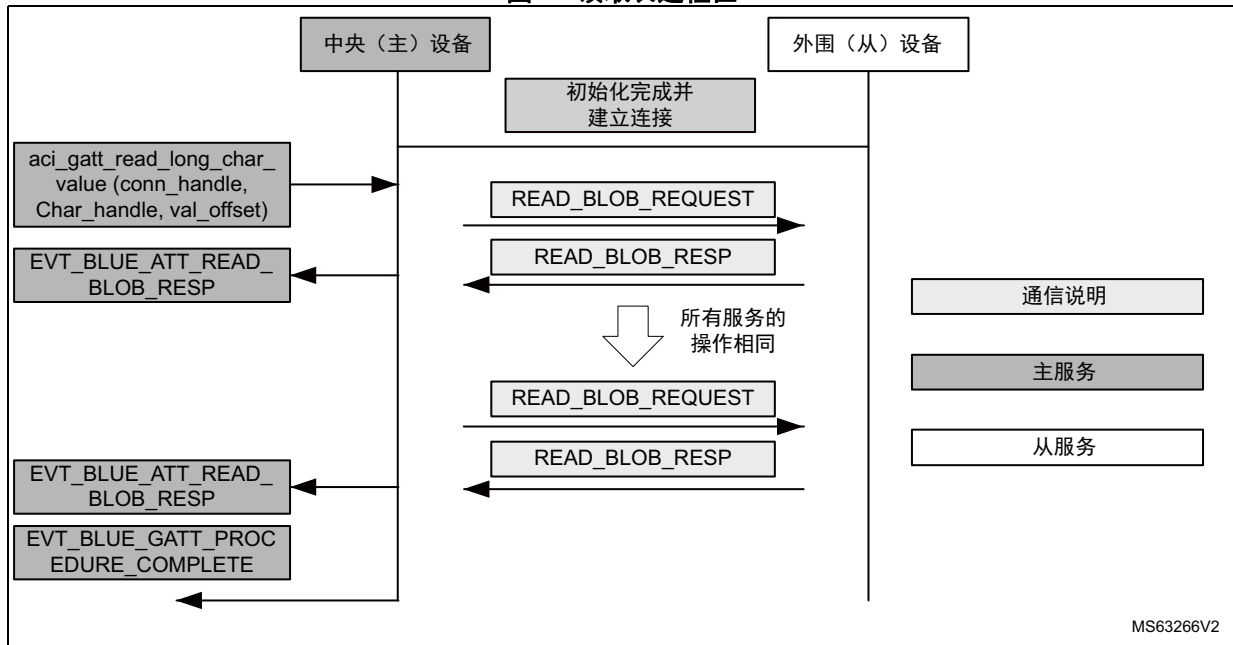 中央（主）设备
外围（从）设备
初始化完成并
建立连接
aci_gatt_read_long_char_
value (conn_handle,
Char_handle, val_offset)
READ_BLOB_REQUEST
READ_BLOB_RESP
EVT_BLUE_ATT_READ_
BLOB_RESP
通信说明
所有服务的
操作相同
主服务
READ_BLOB_REQUEST
从服务
READ_BLOB_RESP
EVT_BLUE_ATT_READ_
BLOB_RESP
EVT_BLUE_GATT_PROC
EDURE_COMPLETE
MS63266V2